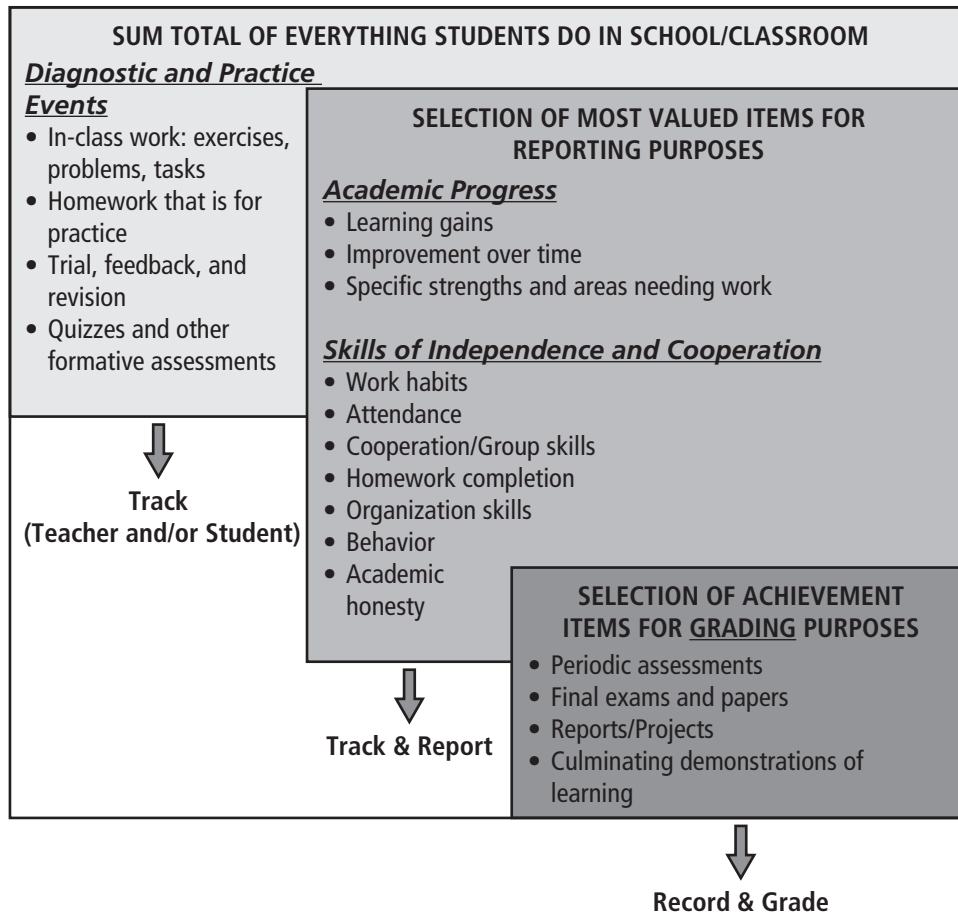 SUM TOTAL OF EVERYTHING STUDENTS DO IN SCHOOL/CLASSROOM
Diagnostic and Practice
Events
• In-class work: exercises,
problems, tasks
• Homework that is for
practice
• Trial, feedback, and
revision
• Quizzes and other
formative assessments
Track
(Teacher and/or Student)
SELECTION OF MOST VALUED ITEMS FOR
REPORTING PURPOSES
Academic Progress
• Learning gains
• Improvement over time
• Specific strengths and areas needing work
Skills of Independence and Cooperation
• Work habits
• Attendance
• Cooperation/Group skills
• Homework completion
• Organization skills
• Behavior
• Academic
honesty
Track & Report
SELECTION OF ACHIEVEMENT
ITEMS FOR GRADING PURPOSES
• Periodic assessments
• Final exams and papers
• Reports/Projects
• Culminating demonstrations of
learning
Record & Grade